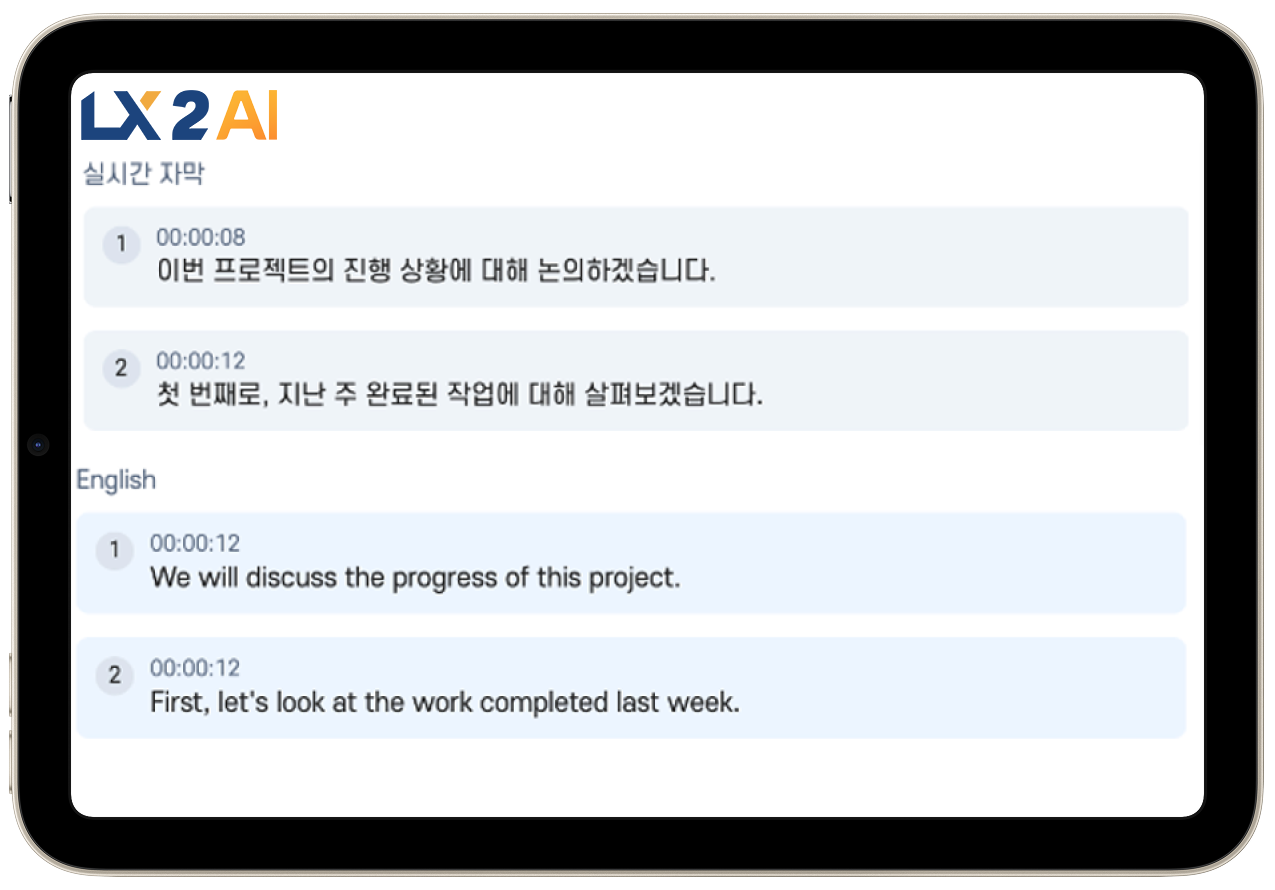 LX2AI
실시간 자막
1
00:00:08
이번 프로젝트의 진행 상황에 대해 논의하겠습니다.
2
00:00:12
첫 번째로, 지난 주 완료된 작업에 대해 살펴보겠습니다.
English
1
00:00:12
We will discuss the progress of this project.
2
00:00:12
First, let's look at the work completed last week.